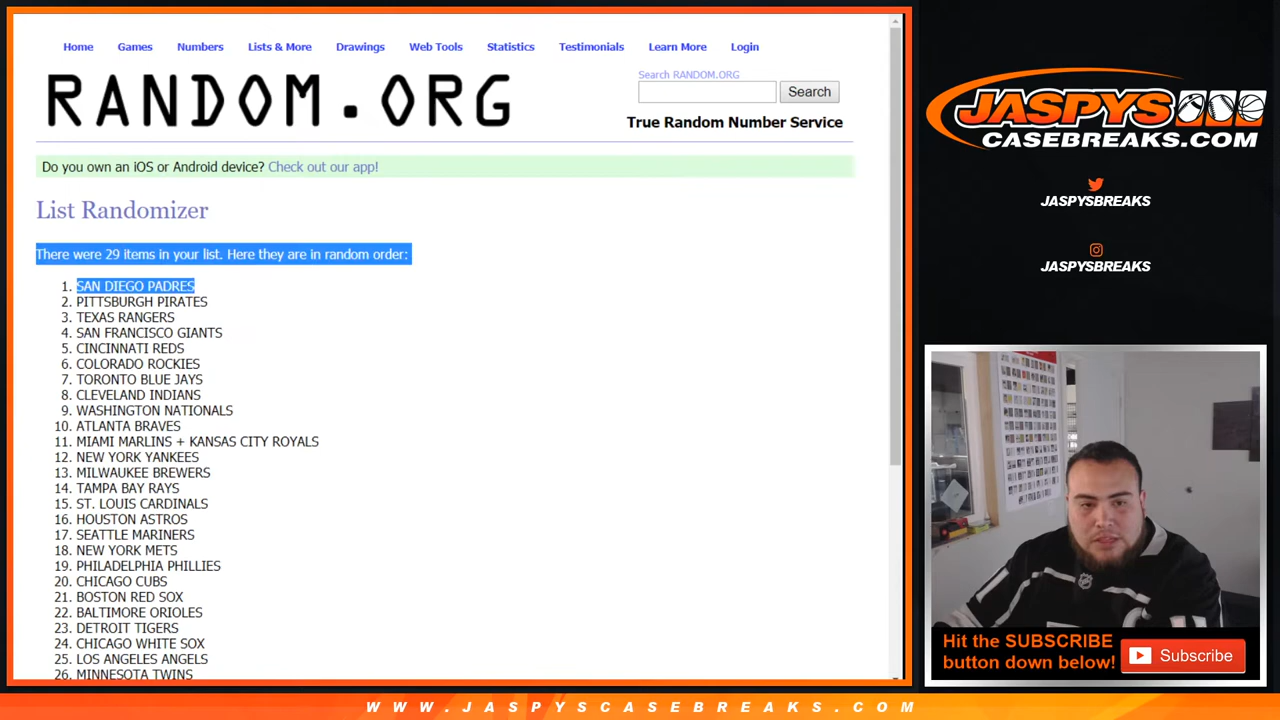 Home Games Numbers Lists & More Drawings Web Tools Statistics Testimonials Learn More Login
RANDOM.ORG
Search RANDOM.ORG
Search
True Random Number Service
Do you own an iOS or Android device? Check out our app!
List Randomizer
There were 29 items in your list. Here they are in random order:
1. SAN DIEGO PADRES
2. PITTSBURGH PIRATES
3. TEXAS RANGERS
4. SAN FRANCISCO GIANTS
5. CINCINNATI REDS
6. COLORADO ROCKIES
7. TORONTO BLUE JAYS
8. CLEVELAND INDIANS
9. WASHINGTON NATIONALS
10. ATLANTA BRAVES
11. MIAMI MARLINS + KANSAS CITY ROYALS
12. NEW YORK YANKEES
13. MILWAUKEE BREWERS
14. TAMPA BAY RAYS
15. ST. LOUIS CARDINALS
16. HOUSTON ASTROS
17. SEATTLE MARINERS
18. NEW YORK METS
19. PHILADELPHIA PHILLIES
20. CHICAGO CUBS
21. BOSTON RED SOX
22. BALTIMORE ORIOLES
23. DETROIT TIGERS
24. CHICAGO WHITE SOX
25. LOS ANGELES ANGELS
26. MINNESOTA TWINS
JASPYS
CASEBREAKS.COM
JASPYSBREAKS
JASPYSBREAKS
Hit the SUBSCRIBE
button down below!
Subscribe
WWW.JASPYSCASEBREAKS.COM